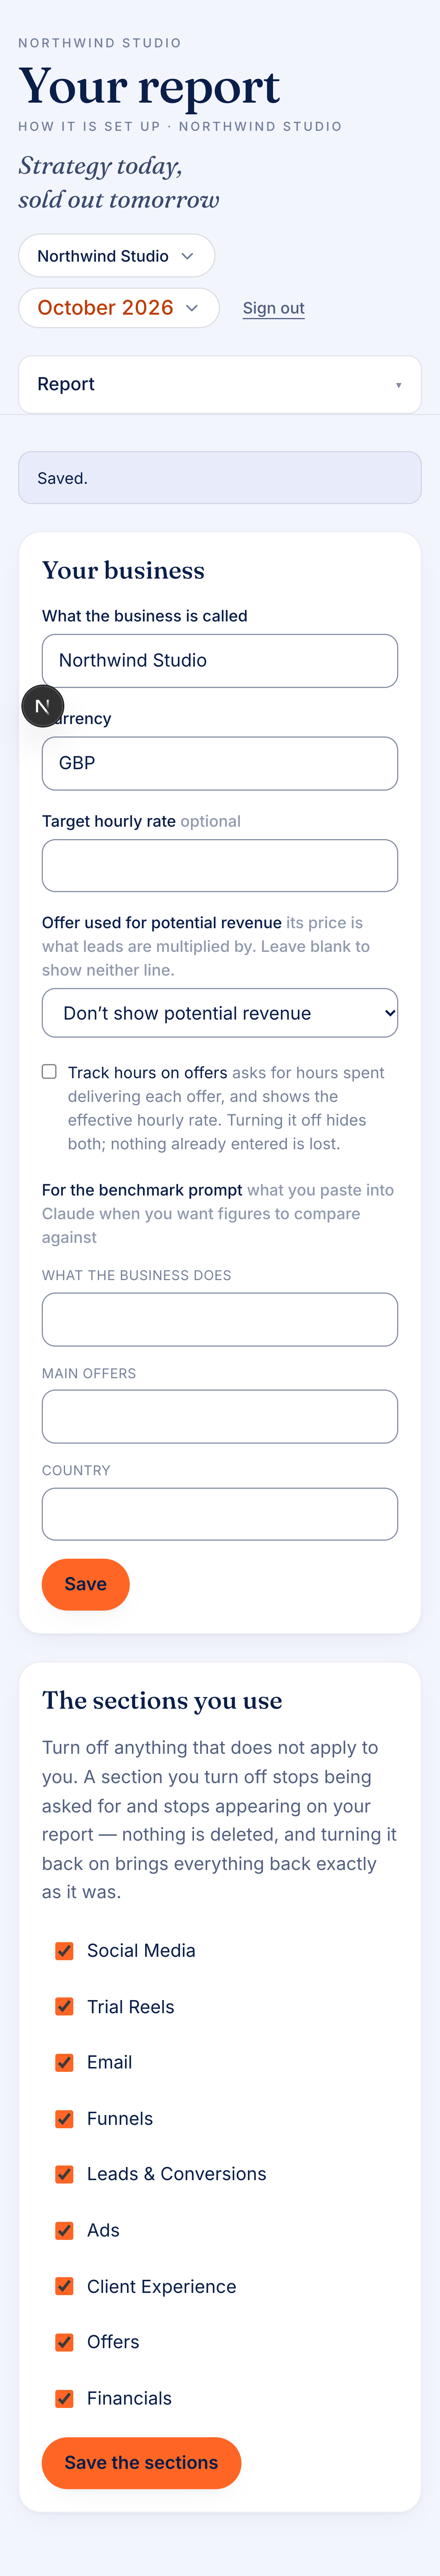 NORTHWIND STUDIO
Your report
HOW IT IS SET UP · NORTHWIND STUDIO
Strategy today,
sold out tomorrow
Northwind Studio
October 2026
Sign out
Report
Saved.
Your business
What the business is called
Northwind Studio
N
urrency
GBP
Target hourly rate optional
Offer used for potential revenue its price is
what leads are multiplied by. Leave blank to
show neither line.
Don’t show potential revenue
Track hours on offers asks for hours spent
delivering each offer, and shows the
effective hourly rate. Turning it off hides
both; nothing already entered is lost.
For the benchmark prompt what you paste into
Claude when you want figures to compare
against
WHAT THE BUSINESS DOES
MAIN OFFERS
COUNTRY
Save
The sections you use
Turn off anything that does not apply to
you. A section you turn off stops being
asked for and stops appearing on your
report — nothing is deleted, and turning it
back on brings everything back exactly
as it was.
Social Media
Trial Reels
Email
Funnels
Leads & Conversions
Ads
Client Experience
Offers
Financials
Save the sections